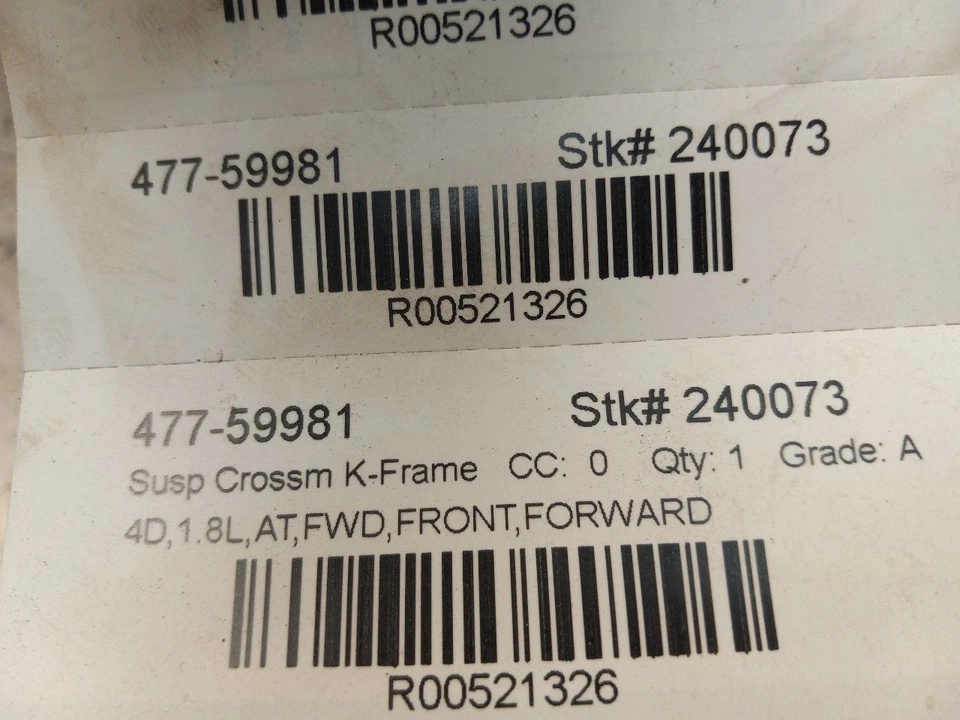 R00521326
477-59981 Stk# 240073
R00521326
477-59981 Stk# 240073
Susp Crossm K-Frame CC: 0 Qty: 1 Grade: A
4D,1.8L,AT,FWD,FRONT,FORWARD
R00521326